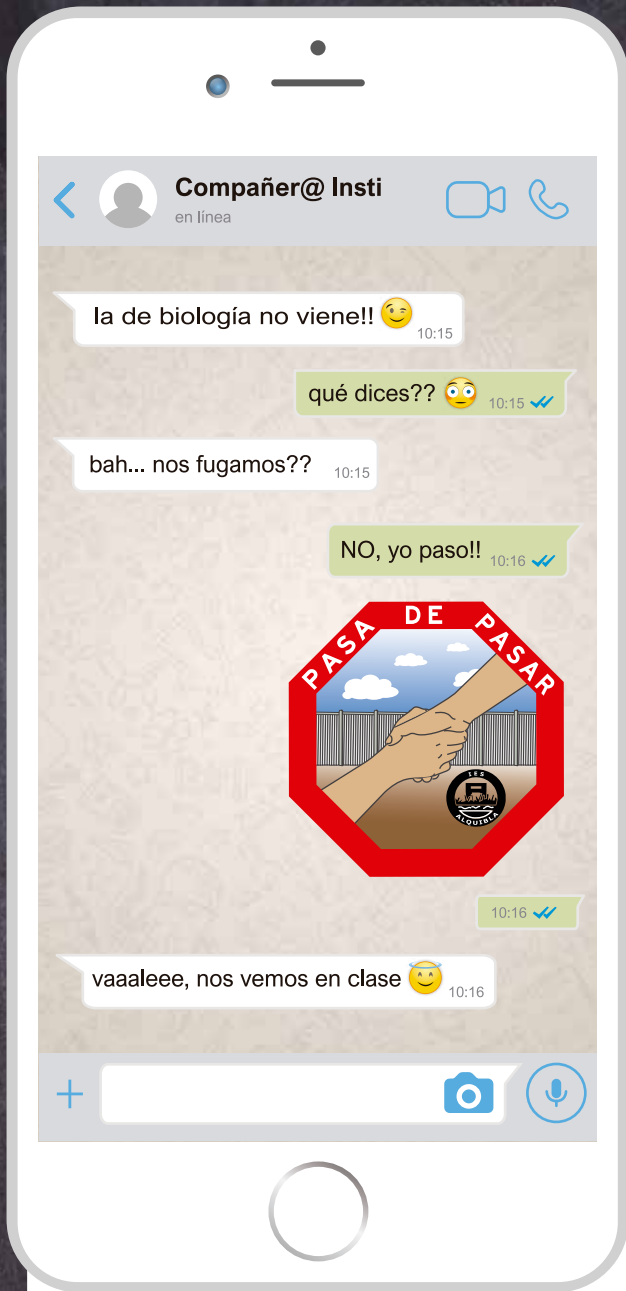 Compañer@ Insti
en línea
la de biología no viene!! 😉 10:15
qué dices?? 😳 10:15
bah... nos fugamos?? 10:15
NO, yo paso!! 10:16
PASA DE PASAR
IES
ALQUIBLA
10:16
vaaaleee, nos vemos en clase 😇 10:16